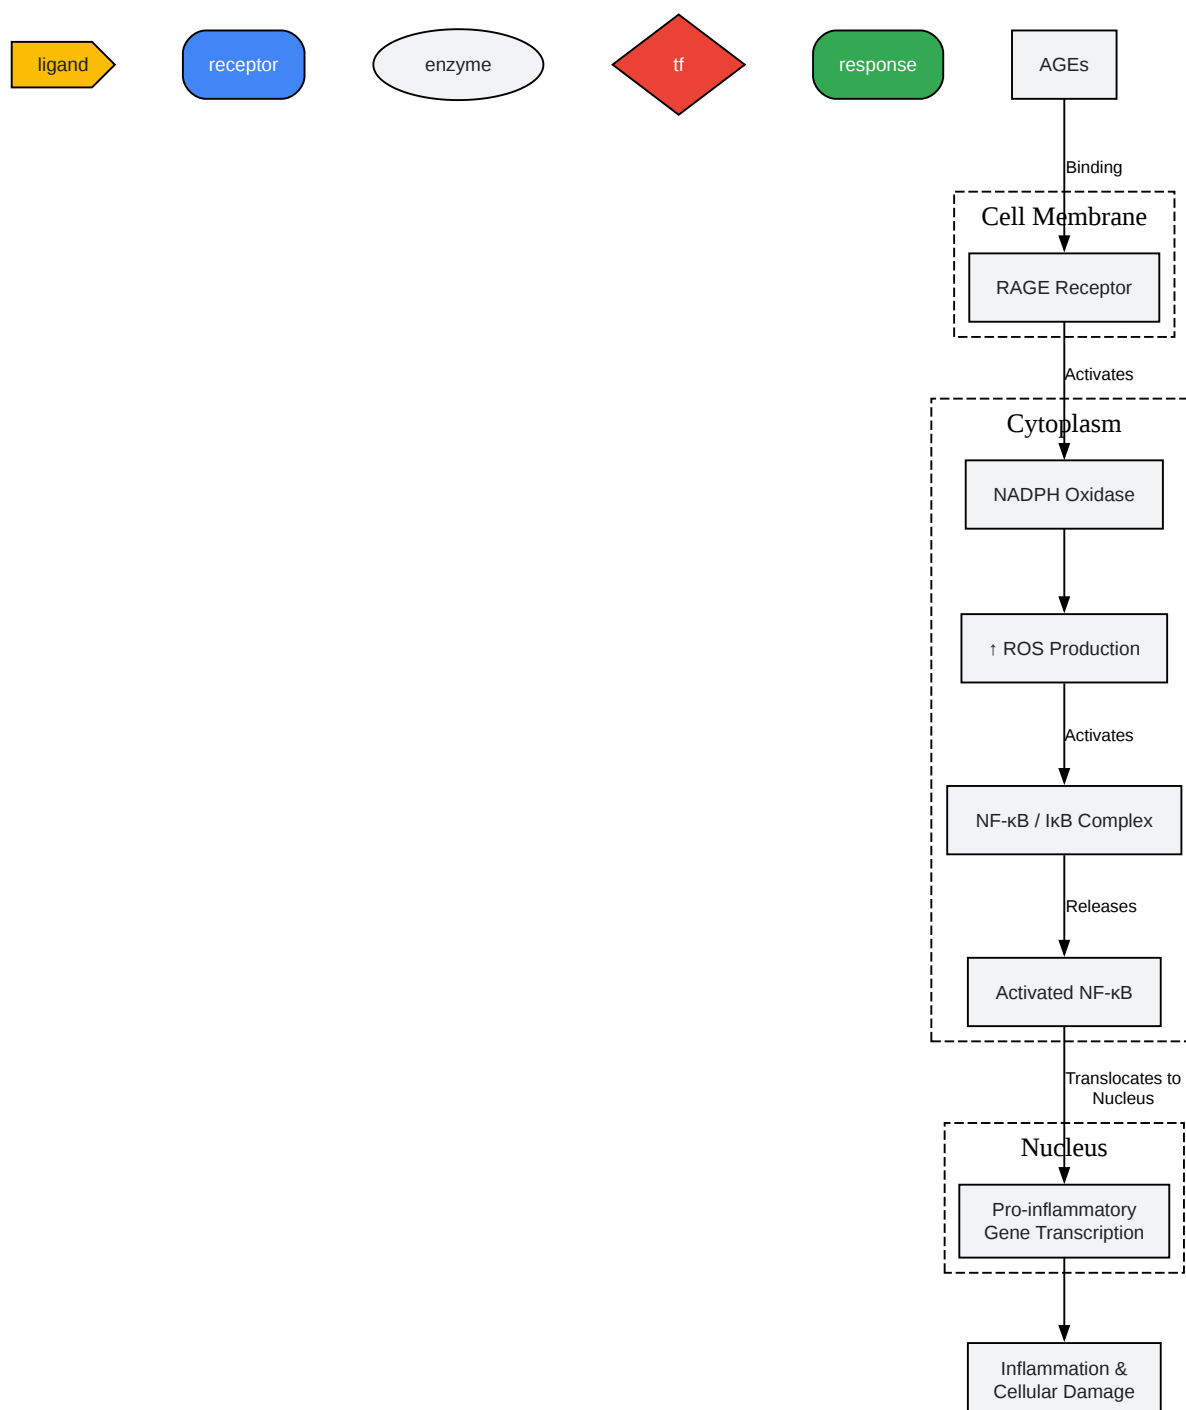 ligand
receptor
enzyme
tf
response
AGEs
Binding
Cell Membrane
RAGE Receptor
Activates
Cytoplasm
NADPH Oxidase
↑ ROS Production
Activates
NF-κB / IκB Complex
Releases
Activated NF-κB
Translocates to
Nucleus
Nucleus
Pro-inflammatory
Gene Transcription
Inflammation &
Cellular Damage